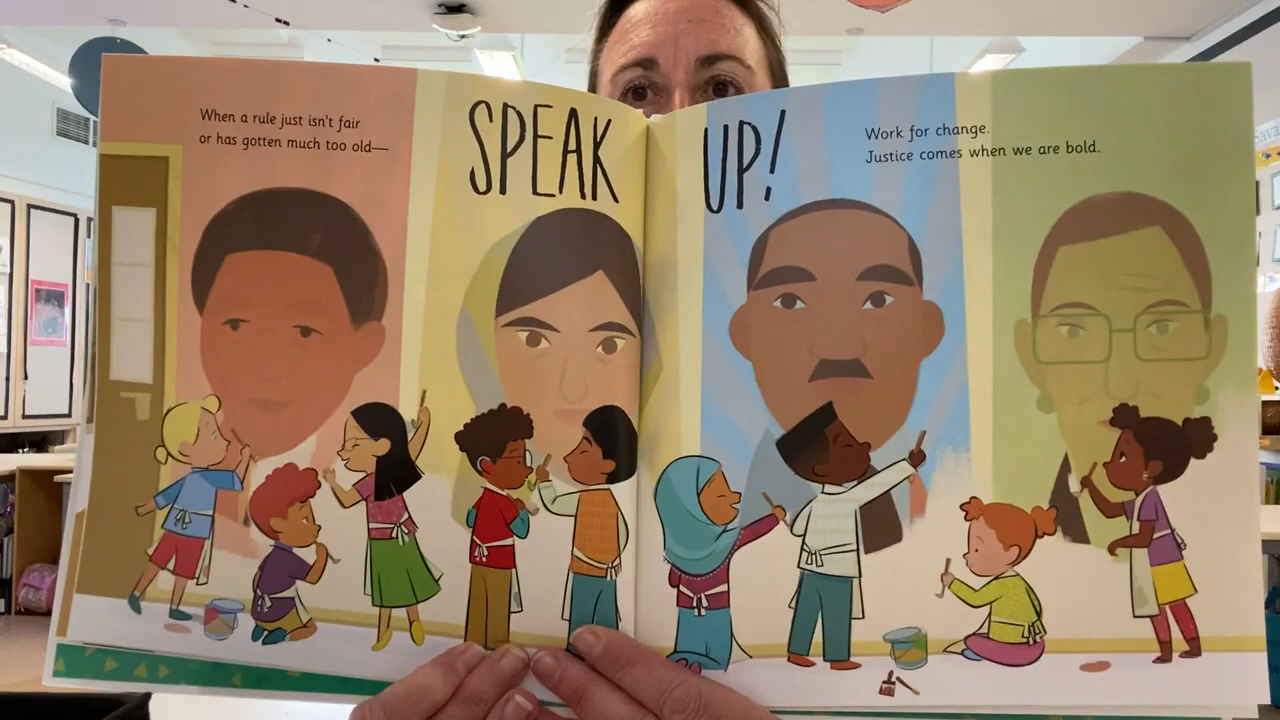 When a rule just isn't fair
or has gotten much too old—
SPEAK UP!
Work for change.
Justice comes when we are bold.